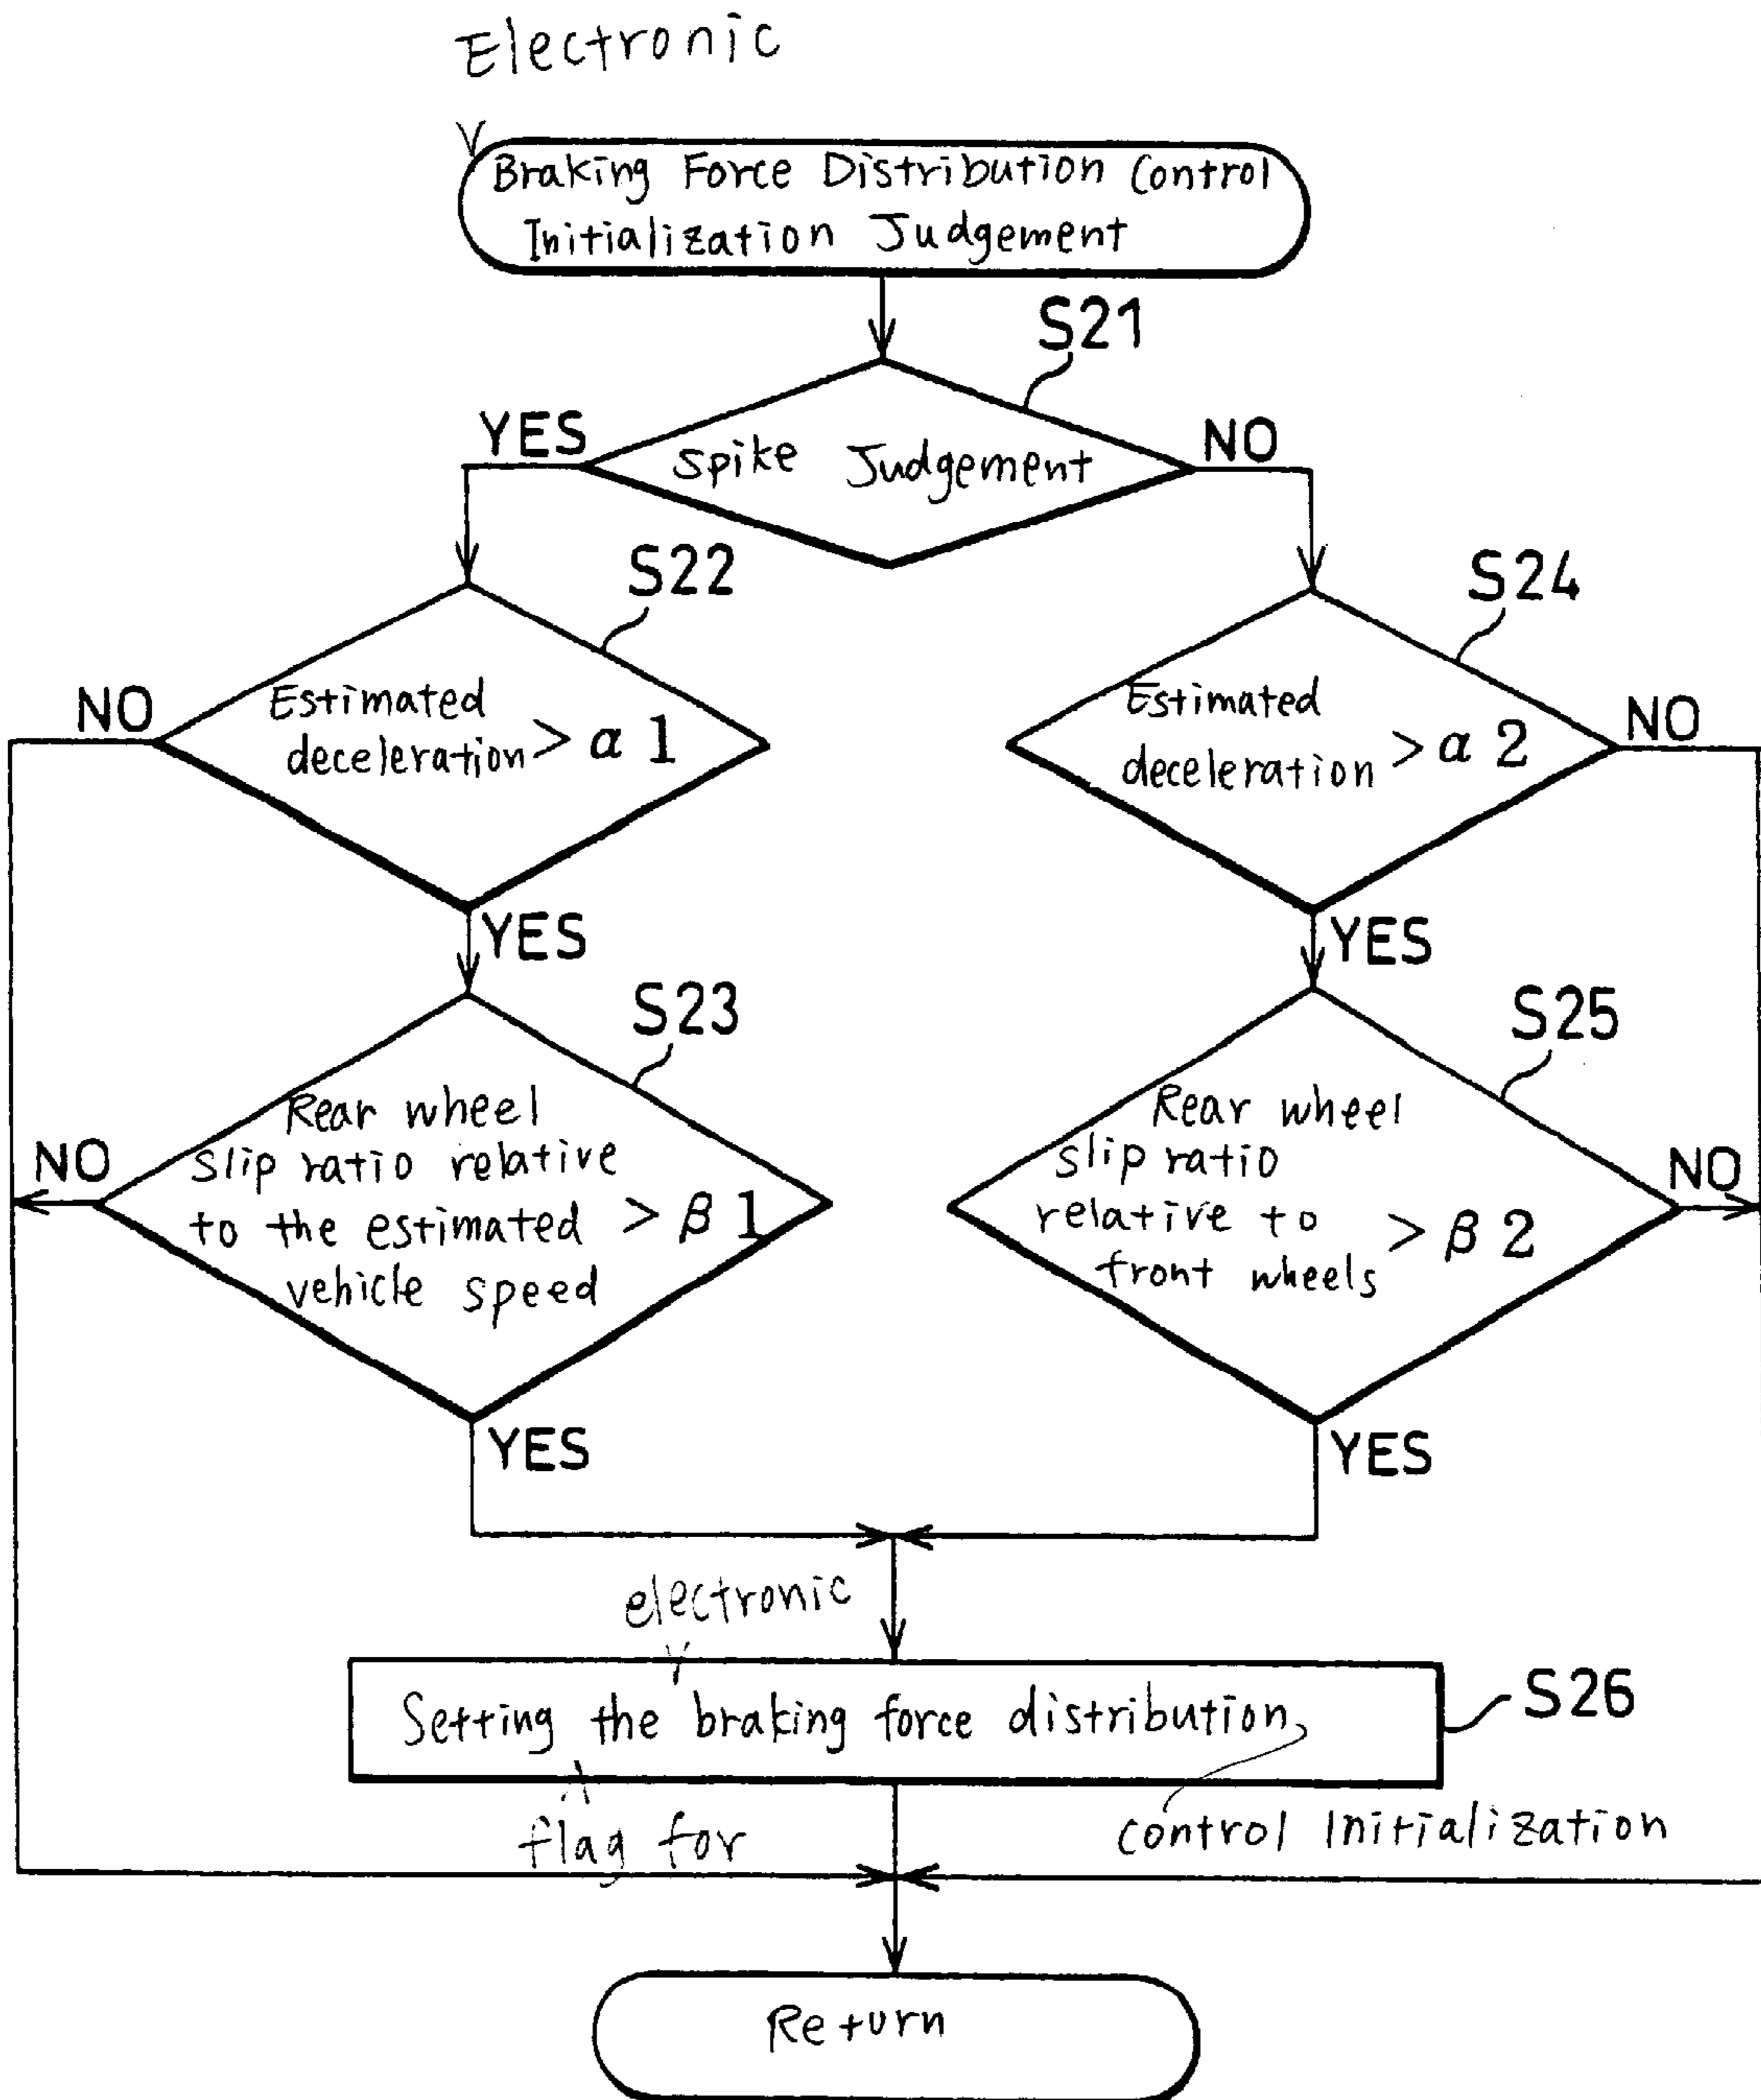 Electronic
Braking Force Distribution Control
Initialization Judgement
S21
YES
Spike Judgement
NO
S22
S24
NO
Estimated
deceleration > α 1
Estimated
deceleration > α 2
NO
YES
YES
S23
S25
NO
Rear wheel
slip ratio relative
to the estimated > β 1
vehicle speed
Rear wheel
slip ratio
relative to
front wheels > β 2
NO
YES
YES
electronic
Setting the braking force distribution
S26
flag for
control Initialization
Return